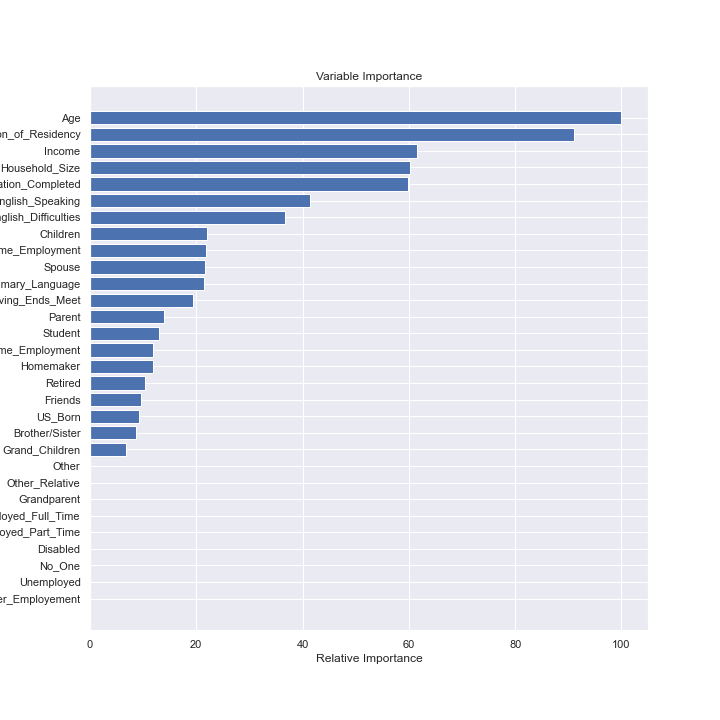 Variable Importance
Age
on_of_Residency
Income
Household_Size
ation_Completed
nglish_Speaking
glish_Difficulties
Children
me_Employment
Spouse
mary_Language
ving_Ends_Meet
Parent
Student
me_Employment
Homemaker
Retired
Friends
US_Born
Brother/Sister
Grand_Children
Other
Other_Relative
Grandparent
loyed_Full_Time
oyed_Part_Time
Disabled
No_One
Unemployed
er_Employement
0 20 40 60 80 100
Relative Importance